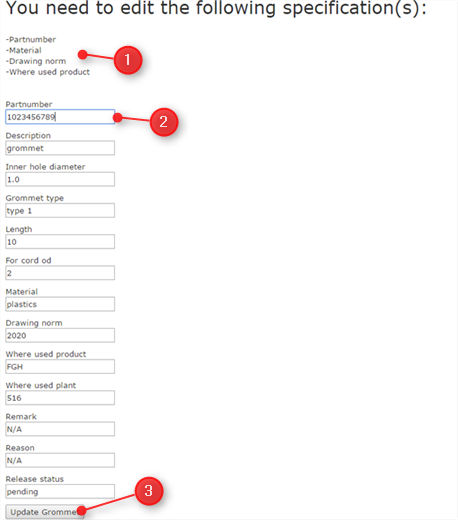 You need to edit the following specification(s):
-Partnumber
-Material
-Drawing norm
-Where used product
1
Partnumber
1023456789
2
Description
grommet
Inner hole diameter
1.0
Grommet type
type 1
Length
10
For cord od
2
Material
plastics
Drawing norm
2020
Where used product
FGH
Where used plant
516
Remark
N/A
Reason
N/A
Release status
pending
Update Gromme
3